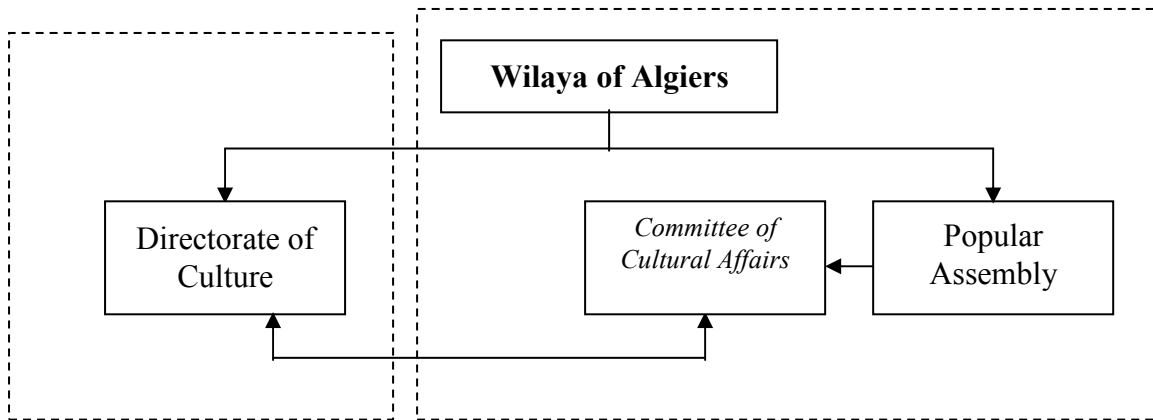 Wilaya of Algiers
Directorate of
Culture
Committee of
Cultural Affairs
Popular
Assembly